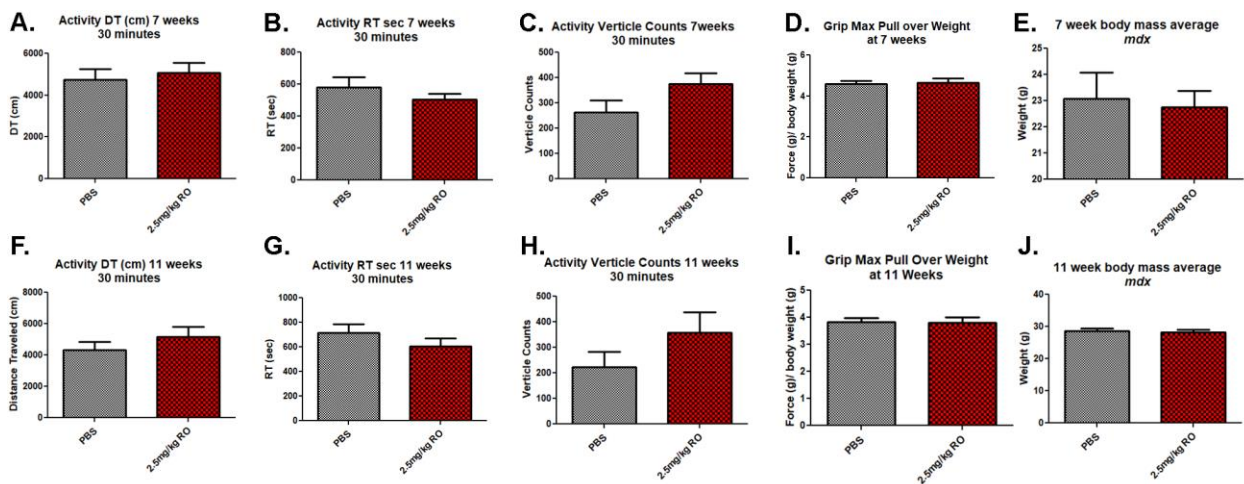 A.
Activity DT (cm) 7 weeks
30 minutes
DT (cm)
6000
4000
2000
0
PBS
2.5mg/kg RO
B.
Activity RT sec 7 weeks
30 minutes
RT (sec)
800
600
400
200
0
PBS
2.5mg/kg RO
C.
Activity Verticle Counts 7weeks
30 minutes
Verticle Counts
500
400
300
200
100
0
PBS
2.5mg/kg RO
D.
Grip Max Pull over Weight
at 7 weeks
Force (g)/ body weight (g)
6
4
2
0
PBS
2.5mg/kg RO
E.
7 week body mass average
mdx
Weight (g)
25
24
23
22
21
20
PBS
2.5mg/kg RO
F.
Activity DT (cm) 11 weeks
30 minutes
Distance Traveled (cm)
8000
6000
4000
2000
0
PBS
2.5mg/kg RO
G.
Activity RT sec 11 weeks
30 minutes
RT (sec)
1000
800
600
400
200
0
PBS
2.5mg/kg RO
H.
Activity Verticle Counts 11 weeks
30 minutes
Verticle Counts
500
400
300
200
100
0
PBS
2.5mg/kg RO
I.
Grip Max Pull Over Weight
at 11 Weeks
Force (g)/ body weight (g)
5
4
3
2
1
0
PBS
2.5mg/kg RO
J.
11 week body mass average
mdx
Weight (g)
40
30
20
10
0
PBS
2.5mg/kg RO